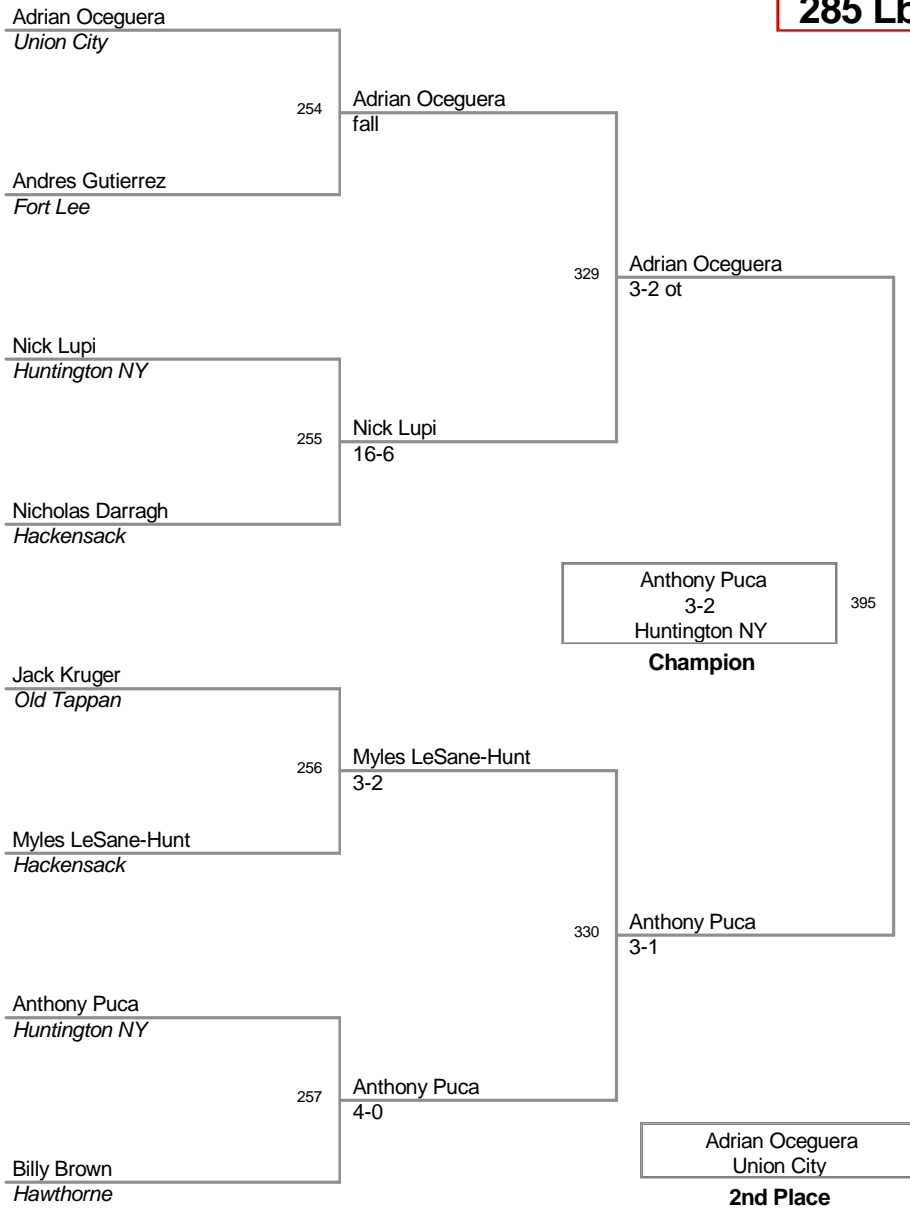 285 Lb
Adrian Oceguera
Union City
254
Adrian Oceguera
fall
Andres Gutierrez
Fort Lee
329
Adrian Oceguera
3-2 ot
Nick Lupi
Huntington NY
255
Nick Lupi
16-6
Nicholas Darragh
Hackensack
Anthony Puca
3-2
Huntington NY
395
Champion
Jack Kruger
Old Tappan
256
Myles LeSane-Hunt
3-2
Myles LeSane-Hunt
Hackensack
330
Anthony Puca
3-1
Anthony Puca
Huntington NY
257
Anthony Puca
4-0
Billy Brown
Hawthorne
Adrian Oceguera
Union City
2nd Place